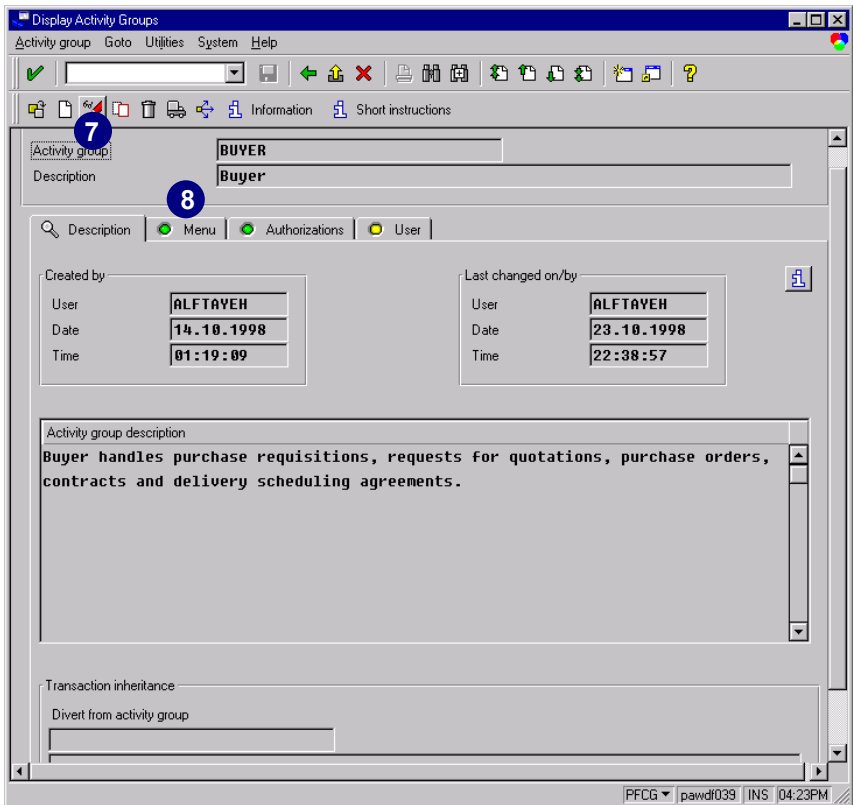 Display Activity Groups
Activity group Goto Utilities System Help
Information Short instructions
7
Activity group BUYER
Description Buyer
8
Description Menu Authorizations User
Created by Last changed on/by
User ALFTAYEH User ALFTAYEH
Date 14.10.1998 Date 23.10.1998
Time 01:19:09 Time 22:38:57
Activity group description
Buyer handles purchase requisitions, requests for quotations, purchase orders,
contracts and delivery scheduling agreements.
Transaction inheritance
Divert from activity group
PFCG pawdf039 INS 04:23PM